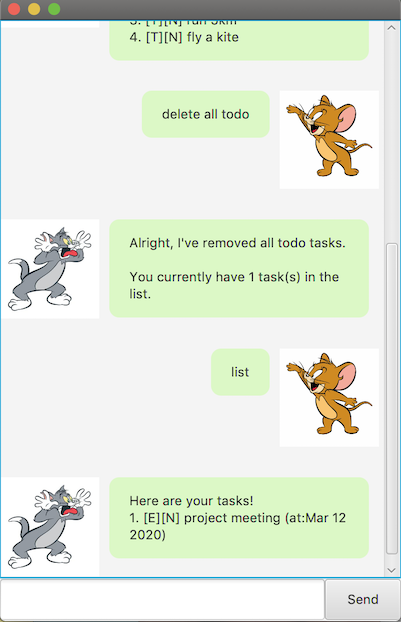 3. [T][N] run 5km
4. [T][N] fly a kite
delete all todo
Alright, I've removed all todo tasks.
You currently have 1 task(s) in the
list.
list
Here are your tasks!
1. [E][N] project meeting (at:Mar 12
2020)
Send